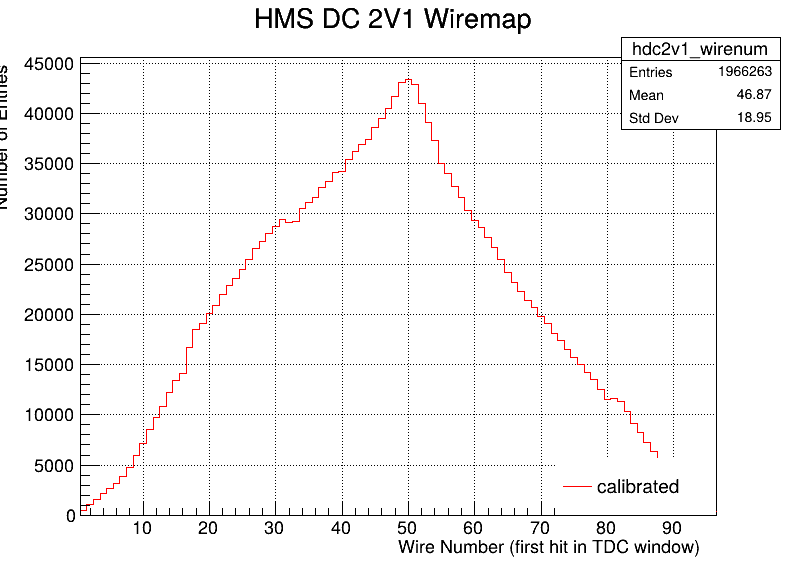 HMS DC 2V1 Wiremap
hdc2v1_wirenum
Entries 1966263
Mean 46.87
Std Dev 18.95
Number of Entries
45000
40000
35000
30000
25000
20000
15000
10000
5000
0
calibrated
10 20 30 40 50 60 70 80 90
Wire Number (first hit in TDC window)